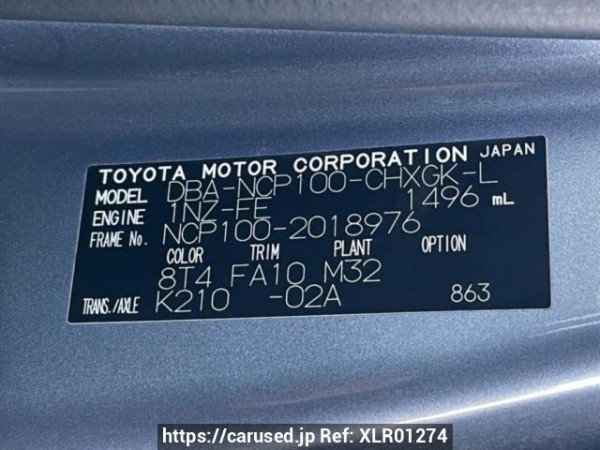 TOYOTA MOTOR CORPORATION JAPAN
MODEL DBA-NCP100-CHXGK-L
ENGINE 1NZ-FE 1496 mL
FRAME No. NCP100-2018976
COLOR TRIM PLANT OPTION
8T4 FA10 M32
TRANS./AXLE K210 -02A 863
https://carused.jp Ref: XLR01274